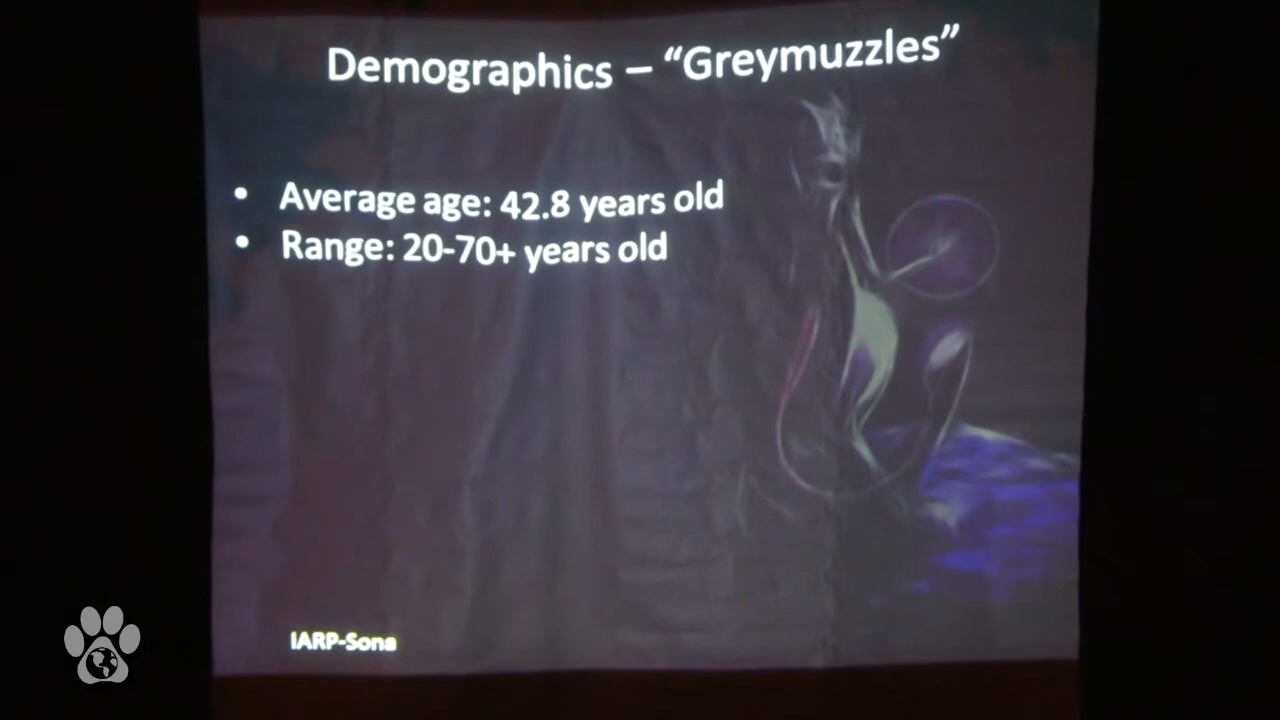 Demographics – “Greymuzzles”
• Average age: 42.8 years old
• Range: 20-70+ years old
IARP-Sona